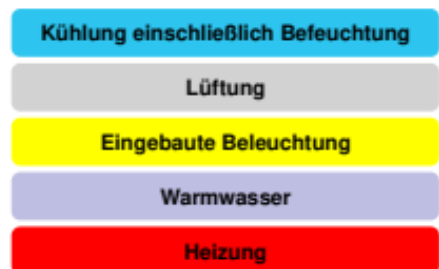 Kühlung einschließlich Befeuchtung
Lüftung
Eingebaute Beleuchtung
Warmwasser
Heizung